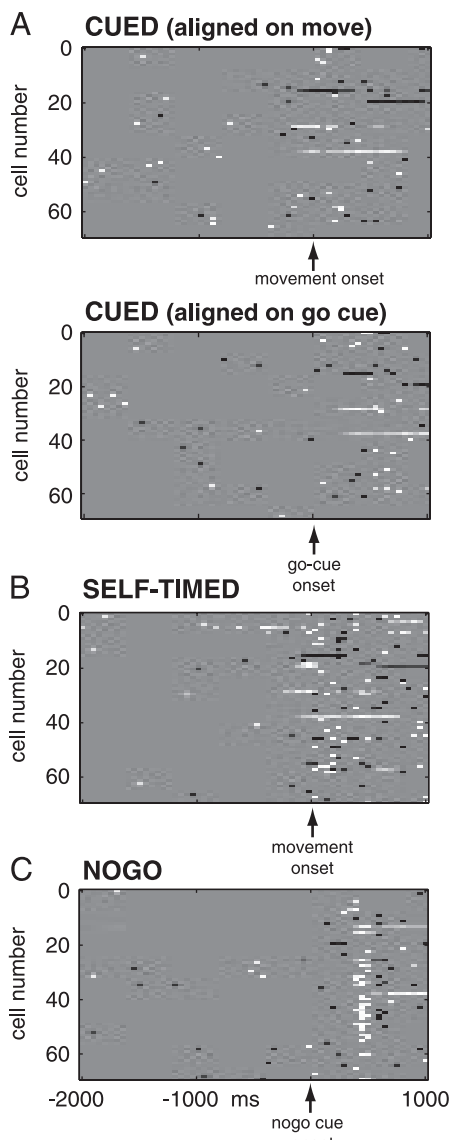 A
CUED (aligned on move)
0
20
40
60
cell number
movement onset
CUED (aligned on go cue)
0
20
40
60
cell number
go-cue
onset
B
SELF-TIMED
0
20
40
60
cell number
movement
onset
C
NOGO
0
20
40
60
cell number
-2000 -1000 ms 0 1000
nogo cue